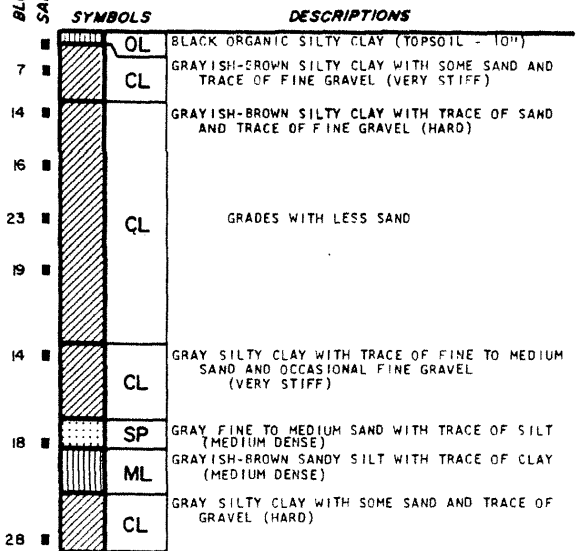 BL
SA
SYMBOLS DESCRIPTIONS
OL BLACK ORGANIC SILTY CLAY (TOPSOIL - 10")
7 CL GRAYISH-BROWN SILTY CLAY WITH SOME SAND AND
TRACE OF FINE GRAVEL (VERY STIFF)
14 GRAYISH-BROWN SILTY CLAY WITH TRACE OF SAND
AND TRACE OF FINE GRAVEL (HARD)
16
23 CL GRADES WITH LESS SAND
19
14 GRAY SILTY CLAY WITH TRACE OF FINE TO MEDIUM
CL SAND AND OCCASIONAL FINE GRAVEL
(VERY STIFF)
SP GRAY FINE TO MEDIUM SAND WITH TRACE OF SILT
18 (MEDIUM DENSE)
ML GRAYISH-BROWN SANDY SILT WITH TRACE OF CLAY
(MEDIUM DENSE)
GRAY SILTY CLAY WITH SOME SAND AND TRACE OF
CL GRAVEL (HARD)
28